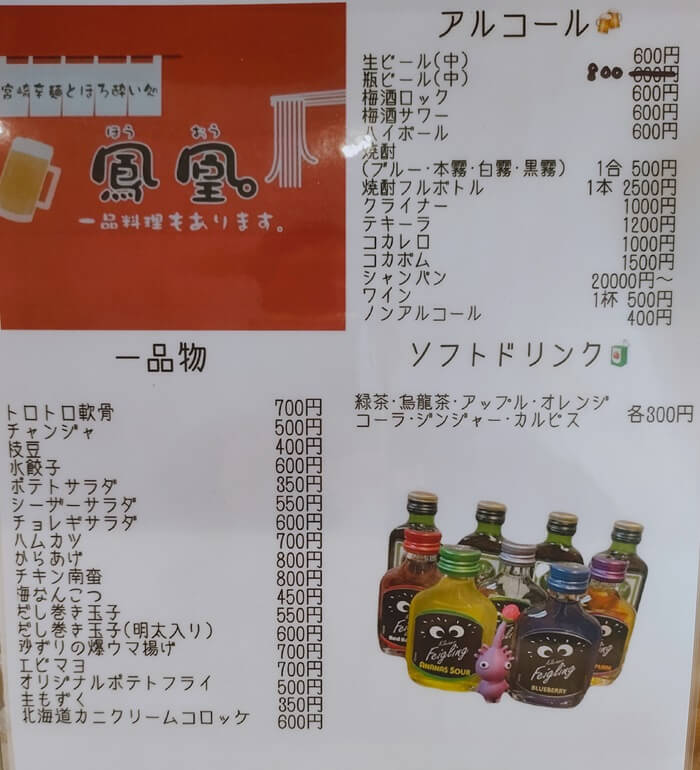 宮崎辛麺とほろ酔い処
ほう おう
鳳凰。
一品料理もあります。
アルコール🍻
生ビール(中) 600円
瓶ビール(中) 800 600円
梅酒ロック 600円
梅酒サワー 600円
ハイボール 600円
焼酎
(ブルー・本霧・白霧・黒霧) 1合 500円
焼酎フルボトル 1本 2500円
クライナー 1000円
テキーラ 1200円
コカレロ 1000円
コカボム 1500円
シャンパン 20000円～
ワイン 1杯 500円
ノンアルコール 400円
一品物
トロトロ軟骨 700円
チャンジャ 500円
枝豆 400円
水餃子 600円
ポテトサラダ 350円
シーザーサラダ 550円
チョレギサラダ 600円
ハムカツ 700円
からあげ 800円
チキン南蛮 800円
海なんこつ 450円
だし巻き玉子 550円
だし巻き玉子(明太入り) 600円
砂ずりの爆ウマ揚げ 700円
エビマヨ 700円
オリジナルポテトフライ 500円
生もずく 350円
北海道カニクリームコロッケ 600円
ソフトドリンク
緑茶・烏龍茶・アップル・オレンジ
コーラ・ジンジャー・カルピス 各300円
Feigling
ANANAS SOUR
Feigling
BLUEBERRY